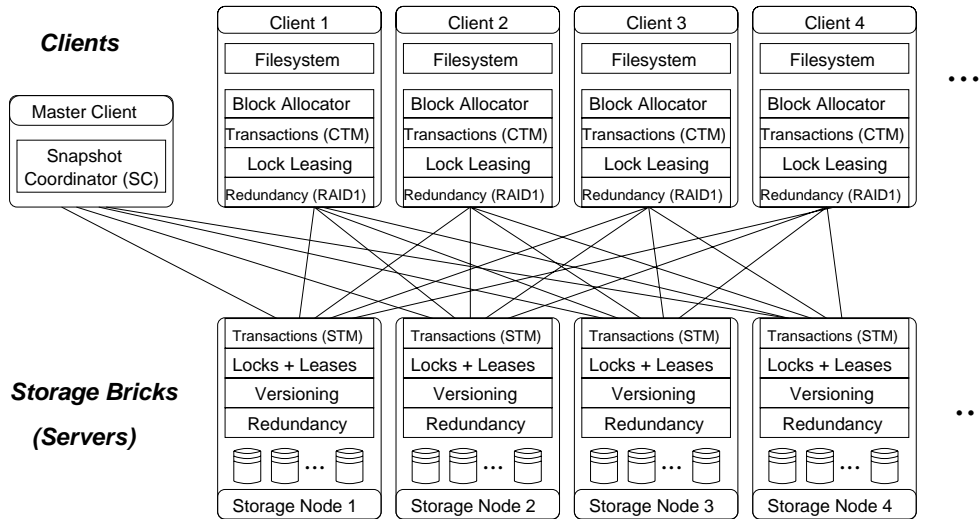 Clients
Client 1
Client 2
Client 3
Client 4
Filesystem
Filesystem
Filesystem
Filesystem
...
Master Client
Snapshot
Coordinator (SC)
Block Allocator
Block Allocator
Block Allocator
Block Allocator
Transactions (CTM)
Transactions (CTM)
Transactions (CTM)
Transactions (CTM)
Lock Leasing
Lock Leasing
Lock Leasing
Lock Leasing
Redundancy (RAID1)
Redundancy (RAID1)
Redundancy (RAID1)
Redundancy (RAID1)
Transactions (STM)
Transactions (STM)
Transactions (STM)
Transactions (STM)
Locks + Leases
Locks + Leases
Locks + Leases
Locks + Leases
Storage Bricks
(Servers)
Versioning
Versioning
Versioning
Versioning
..
Redundancy
Redundancy
Redundancy
Redundancy
...
...
...
...
Storage Node 1
Storage Node 2
Storage Node 3
Storage Node 4